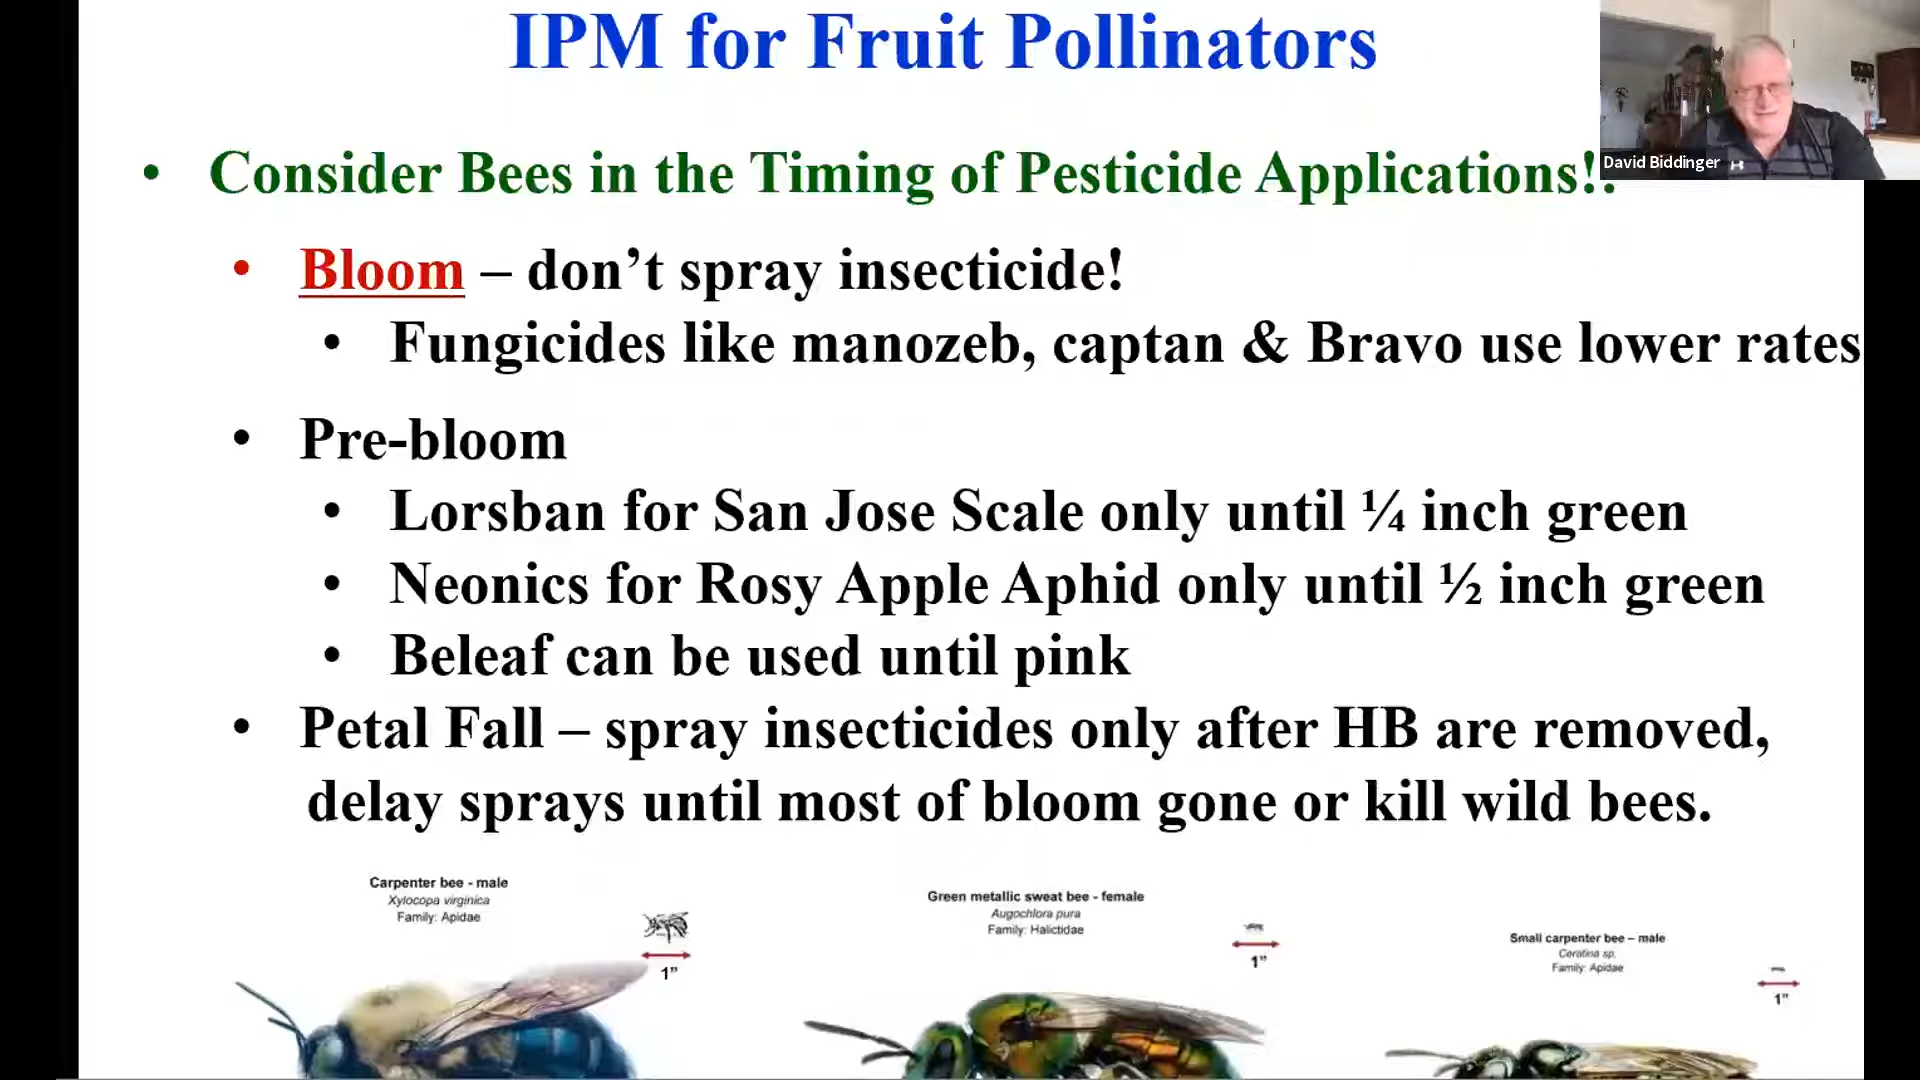 IPM for Fruit Pollinators
David Biddinger
• Consider Bees in the Timing of Pesticide Applications!!
• Bloom – don’t spray insecticide!
• Fungicides like manozeb, captan & Bravo use lower rates
• Pre-bloom
• Lorsban for San Jose Scale only until ¼ inch green
• Neonics for Rosy Apple Aphid only until ½ inch green
• Beleaf can be used until pink
• Petal Fall – spray insecticides only after HB are removed,
delay sprays until most of bloom gone or kill wild bees.
Carpenter bee - male
Xylocopa virginica
Family: Apidae
1”
Green metallic sweat bee - female
Augochlora pura
Family: Halictidae
1”
Small carpenter bee – male
Ceratina sp.
Family: Apidae
1”